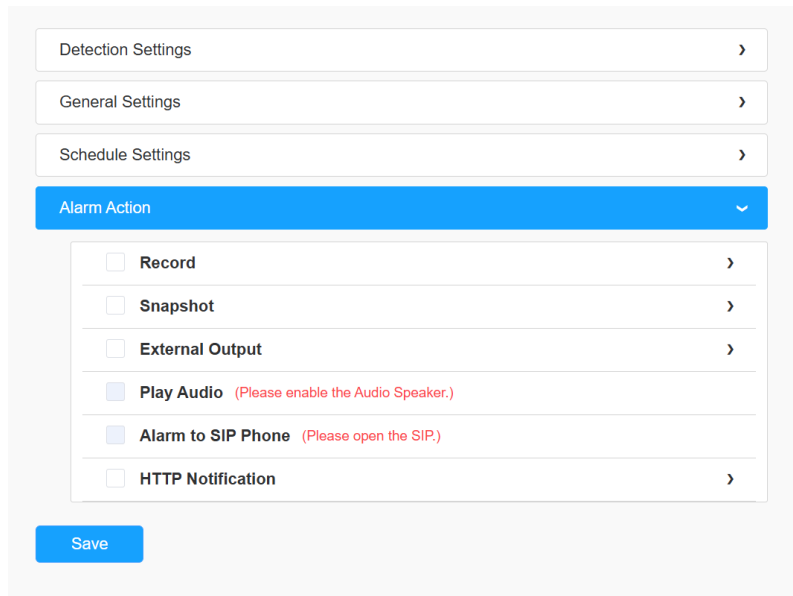 Detection Settings
General Settings
Schedule Settings
Alarm Action
Record
Snapshot
External Output
Play Audio (Please enable the Audio Speaker.)
Alarm to SIP Phone (Please open the SIP.)
HTTP Notification
Save